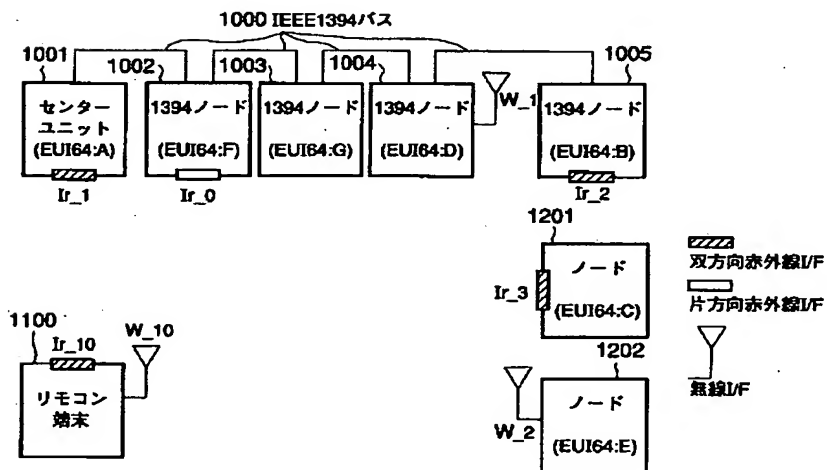 1000 IEEE1394バス
1001
1002
1003
1004
1005
センター
ユニット
(EUI64:A)
1394ノード
(EUI64:F)
1394ノード
(EUI64:G)
1394ノード
(EUI64:D)
W_1
1394ノード
(EUI64:B)
Ir_1
Ir_0
Ir_2
1201
ノード
(EUI64:C)
Ir_3
双方向赤外線I/F
片方向赤外線I/F
無線I/F
1100
Ir_10
W_10
リモコン
端末
1202
W_2
ノード
(EUI64:E)